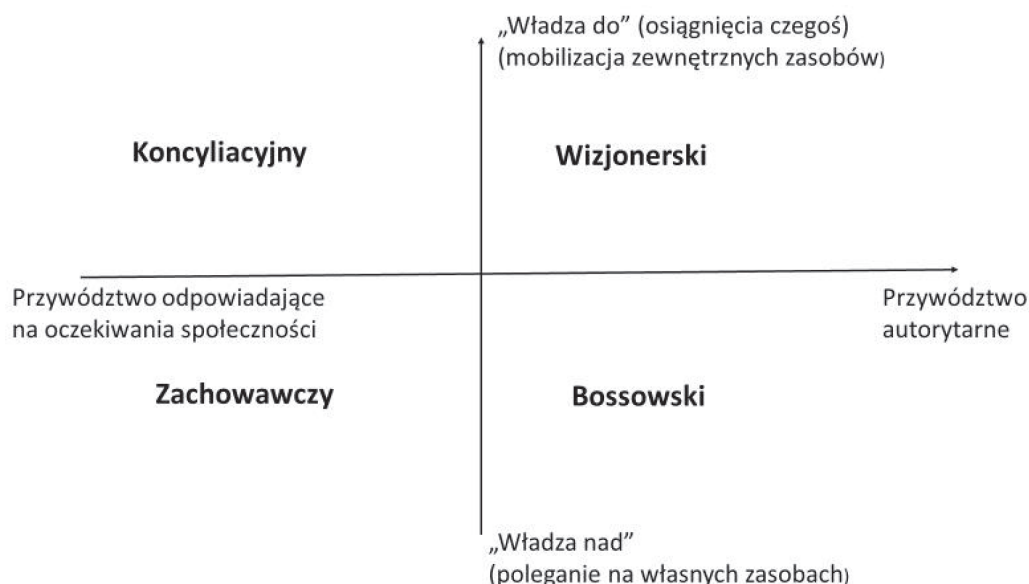 „Władza do” (osiągnięcia czegoś)
(mobilizacja zewnętrznych zasobów)
Koncyliacyjny
Wizjonerski
Przywództwo odpowiadające
na oczekiwania społeczności
Przywództwo
autorytarne
Zachowawczy
Bossowski
„Władza nad”
(poleganie na własnych zasobach)